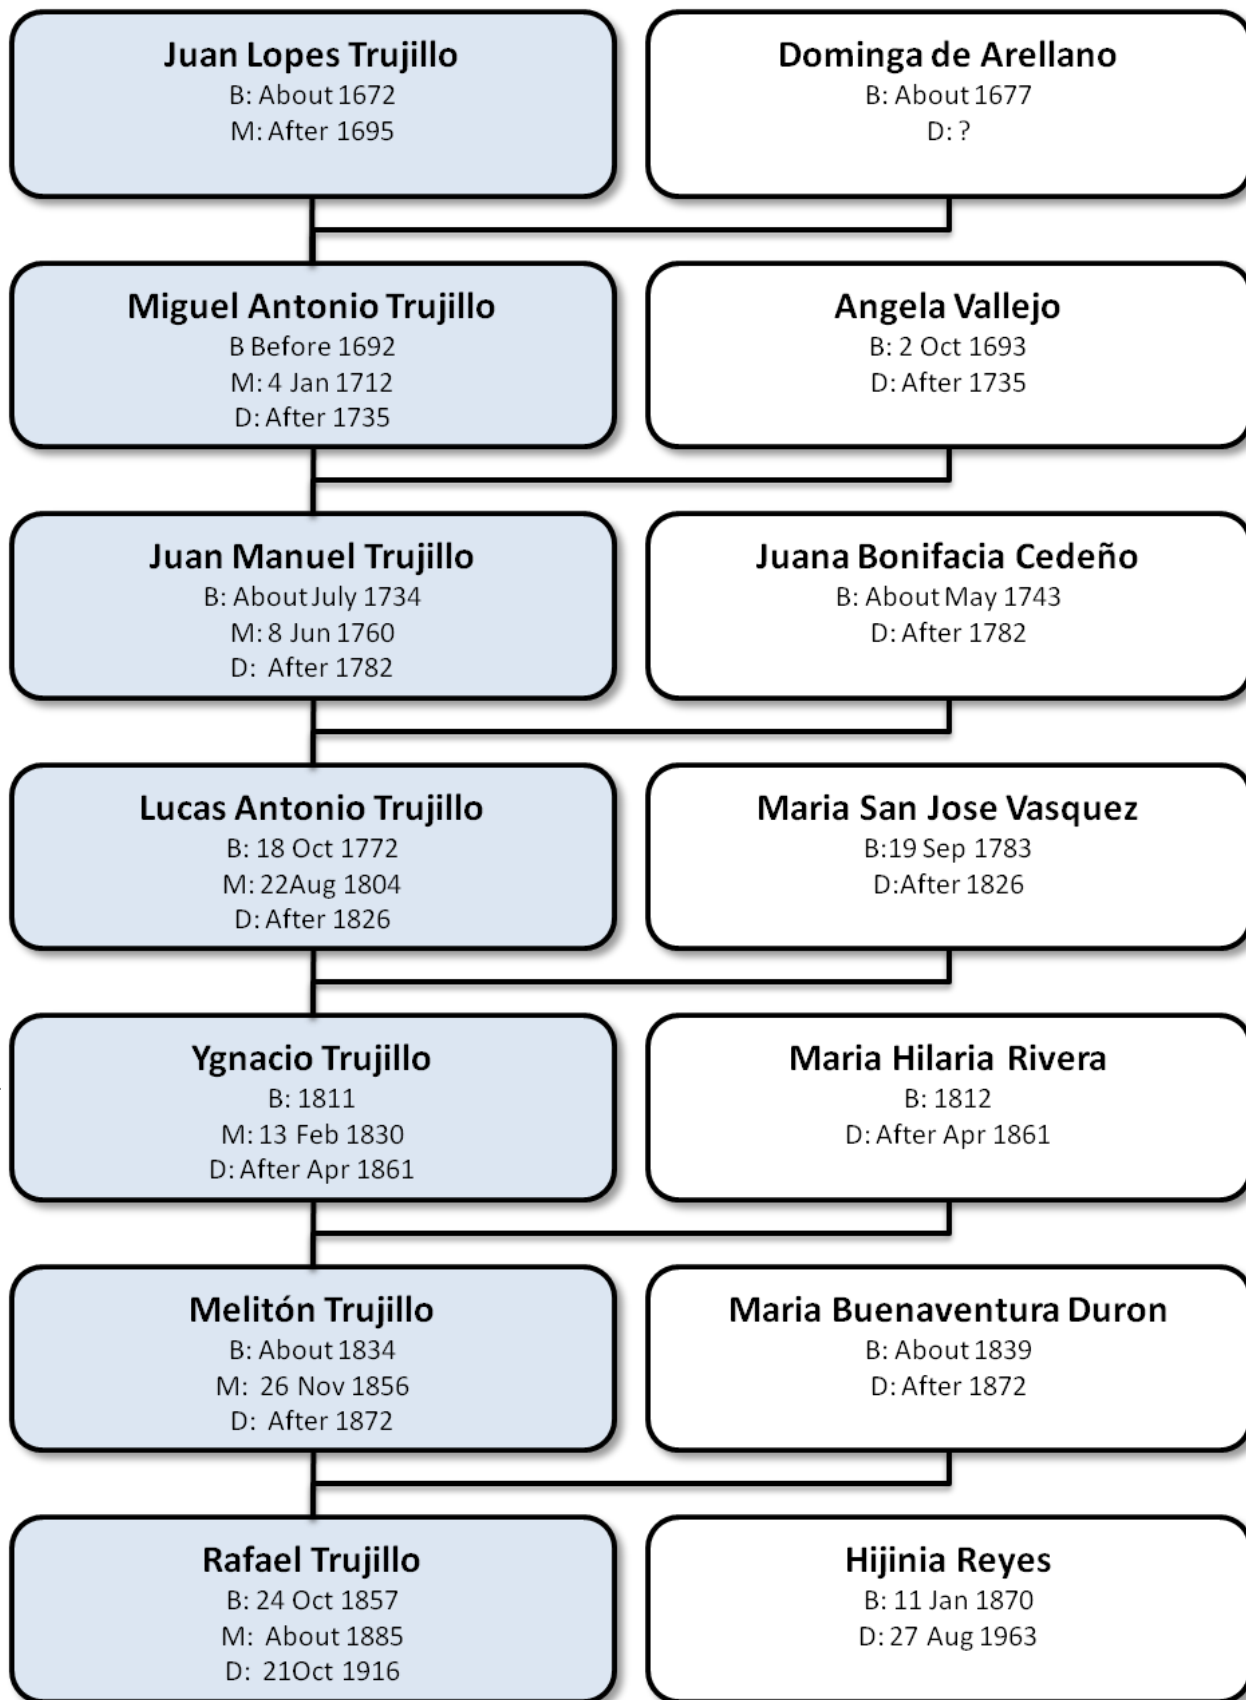 Juan Lopes Trujillo
B: About 1672
M: After 1695
Dominga de Arellano
B: About 1677
D: ?
Miguel Antonio Trujillo
B Before 1692
M: 4 Jan 1712
D: After 1735
Angela Vallejo
B: 2 Oct 1693
D: After 1735
Juan Manuel Trujillo
B: About July 1734
M: 8 Jun 1760
D: After 1782
Juana Bonifacia Cedeño
B: About May 1743
D: After 1782
Lucas Antonio Trujillo
B: 18 Oct 1772
M: 22Aug 1804
D: After 1826
Maria San Jose Vasquez
B:19 Sep 1783
D:After 1826
Ygnacio Trujillo
B: 1811
M: 13 Feb 1830
D: After Apr 1861
Maria Hilaria Rivera
B: 1812
D: After Apr 1861
Melitón Trujillo
B: About 1834
M: 26 Nov 1856
D: After 1872
Maria Buenaventura Duron
B: About 1839
D: After 1872
Rafael Trujillo
B: 24 Oct 1857
M: About 1885
D: 21Oct 1916
Hijinia Reyes
B: 11 Jan 1870
D: 27 Aug 1963